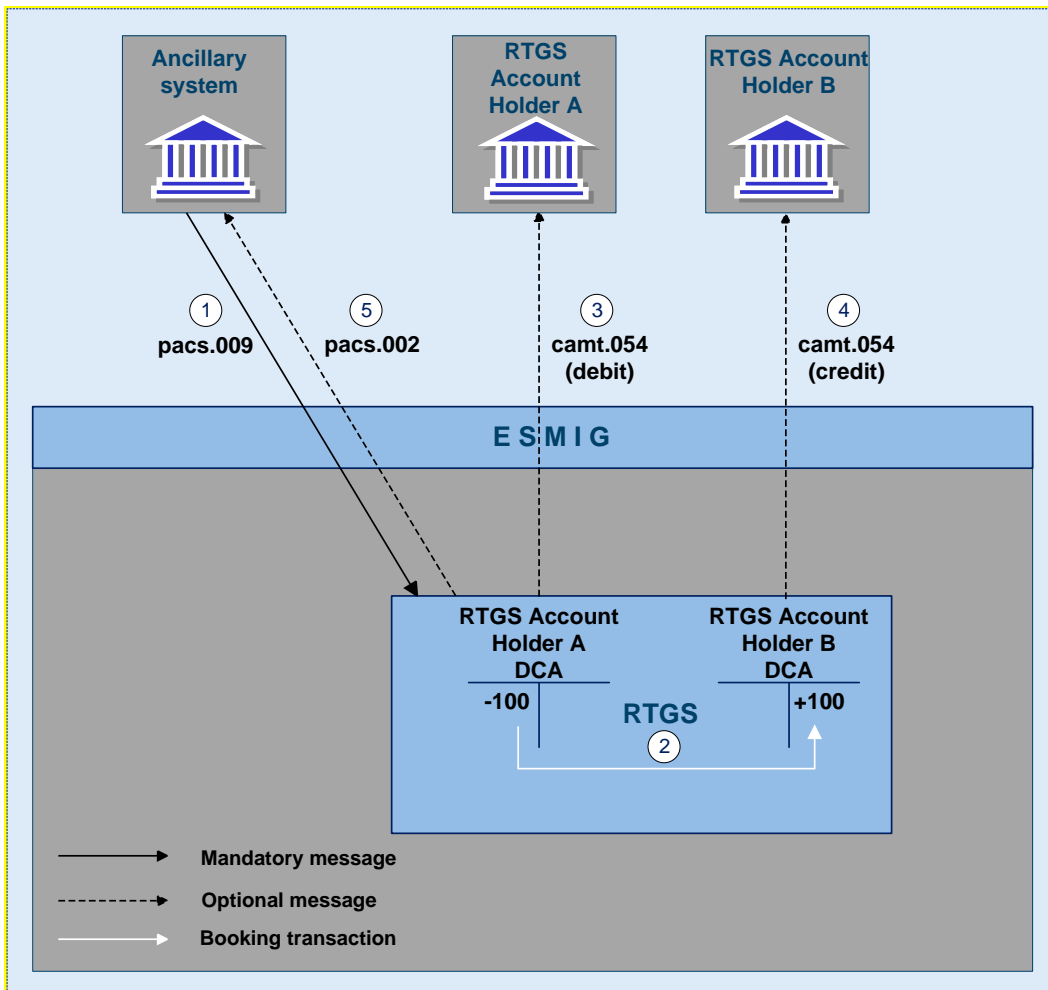 Ancillary
system
RTGS
Account
Holder A
RTGS Account
Holder B
1
pacs.009
5
pacs.002
3
camt.054
(debit)
4
camt.054
(credit)
E S M I G
RTGS Account
Holder A
DCA
-100
RTGS Account
Holder B
DCA
+100
RTGS
2
Mandatory message
Optional message
Booking transaction